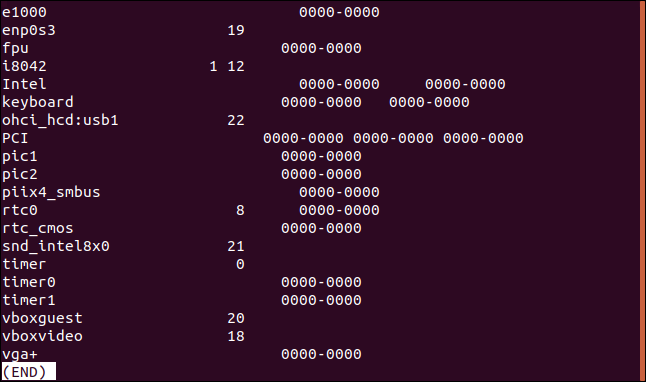 e1000                            0000-0000
enp0s3                   19
fpu                            0000-0000
i8042                  1 12
Intel                            0000-0000     0000-0000
keyboard                       0000-0000   0000-0000
ohci_hcd:usb1            22
PCI                          0000-0000 0000-0000 0000-0000
pic1                           0000-0000
pic2                           0000-0000
piix4_smbus                      0000-0000
rtc0                      8      0000-0000
rtc_cmos                       0000-0000
snd_intel8x0             21
timer                     0
timer0                         0000-0000
timer1                         0000-0000
vboxguest                20
vboxvideo                18
vga+                           0000-0000
(END)